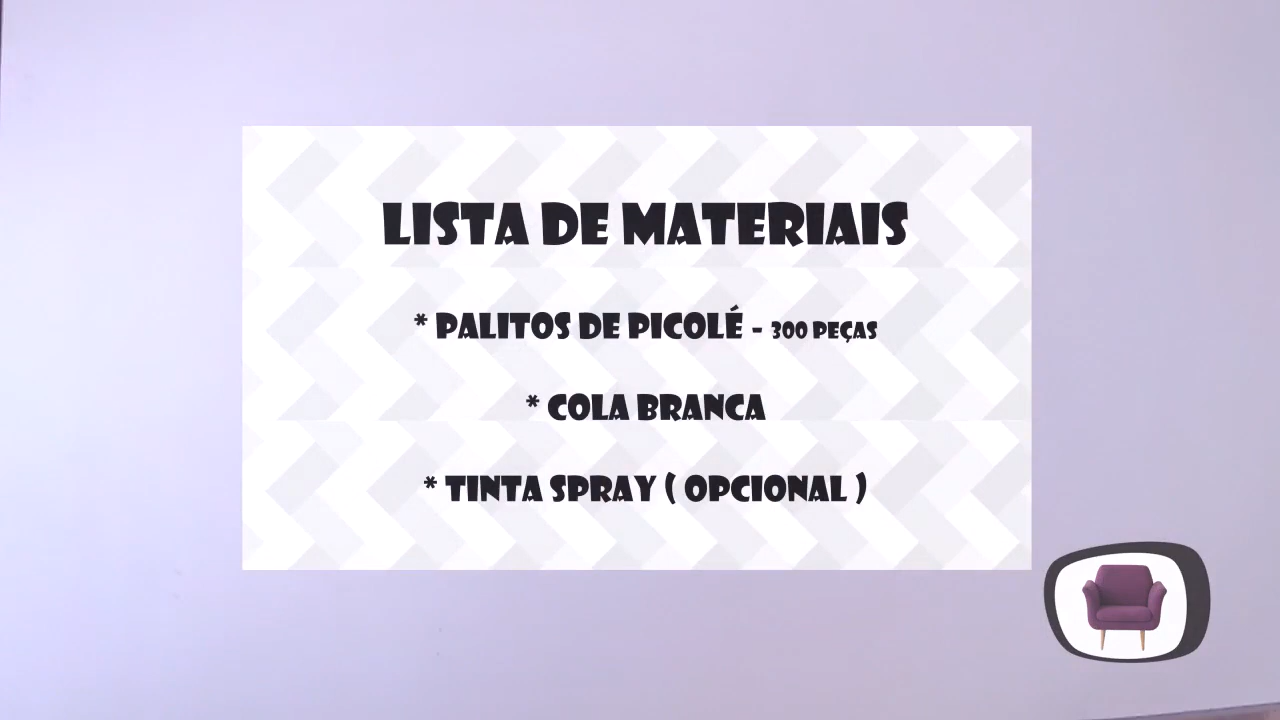 LISTA DE MATERIAIS
* PALITOS DE PICOLÉ - 300 PEÇAS
* COLA BRANCA
* TINTA SPRAY ( OPCIONAL )